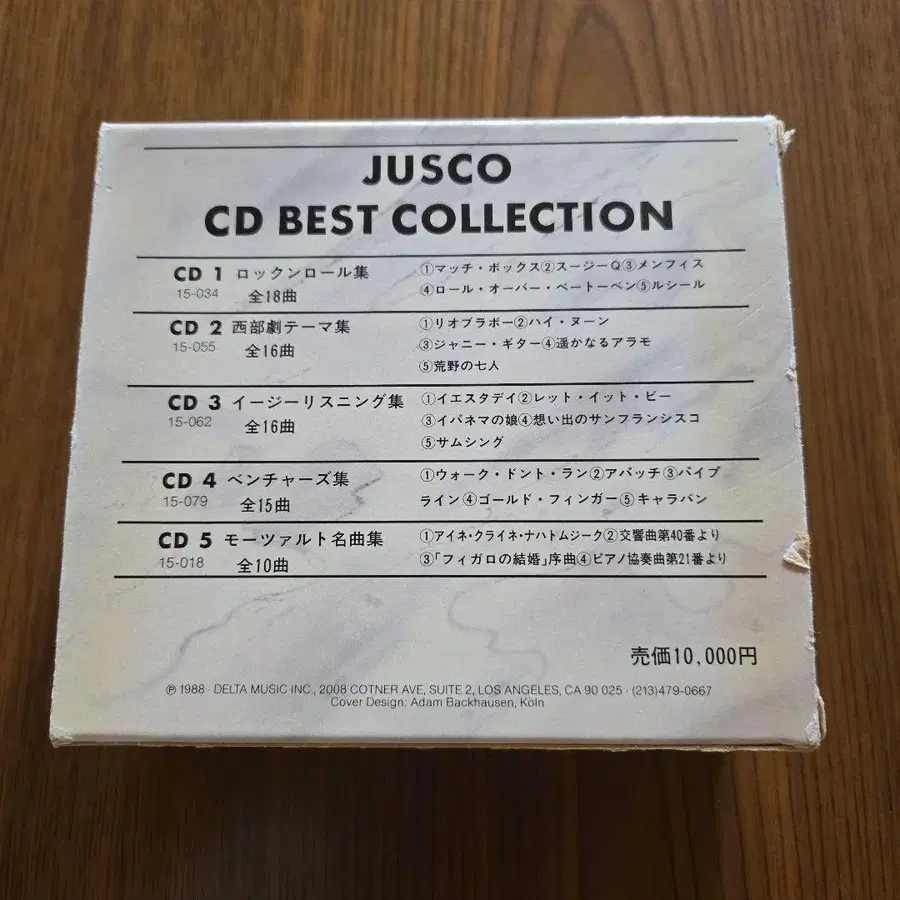 JUSCO
CD BEST COLLECTION
CD 1 ロックンロール集
15-034 全18曲
①マッチ・ボックス②スージーQ③メンフィス
④ロール・オーバー・ベートーベン⑤ルシール
CD 2 西部劇テーマ集
15-055 全16曲
①リオブラボー②ハイ・ヌーン
③ジャニー・ギター④遥かなるアラモ
⑤荒野の七人
CD 3 イージーリスニング集
15-062 全16曲
①イエスタデイ②レット・イット・ビー
③イパネマの娘④想い出のサンフランシスコ
⑤サムシング
CD 4 ベンチャーズ集
15-079 全15曲
①ウォーク・ドント・ラン②アパッチ③パイプ
ライン④ゴールド・フィンガー⑤キャラバン
CD 5 モーツァルト名曲集
15-018 全10曲
①アイネ・クライネ・ナハトムジーク②交響曲第40番より
③「フィガロの結婚」序曲④ピアノ協奏曲第21番より
売価10,000円
℗ 1988 · DELTA MUSIC INC., 2008 COTNER AVE, SUITE 2, LOS ANGELES, CA 90 025 · (213)479-0667
Cover Design: Adam Backhausen, Köln